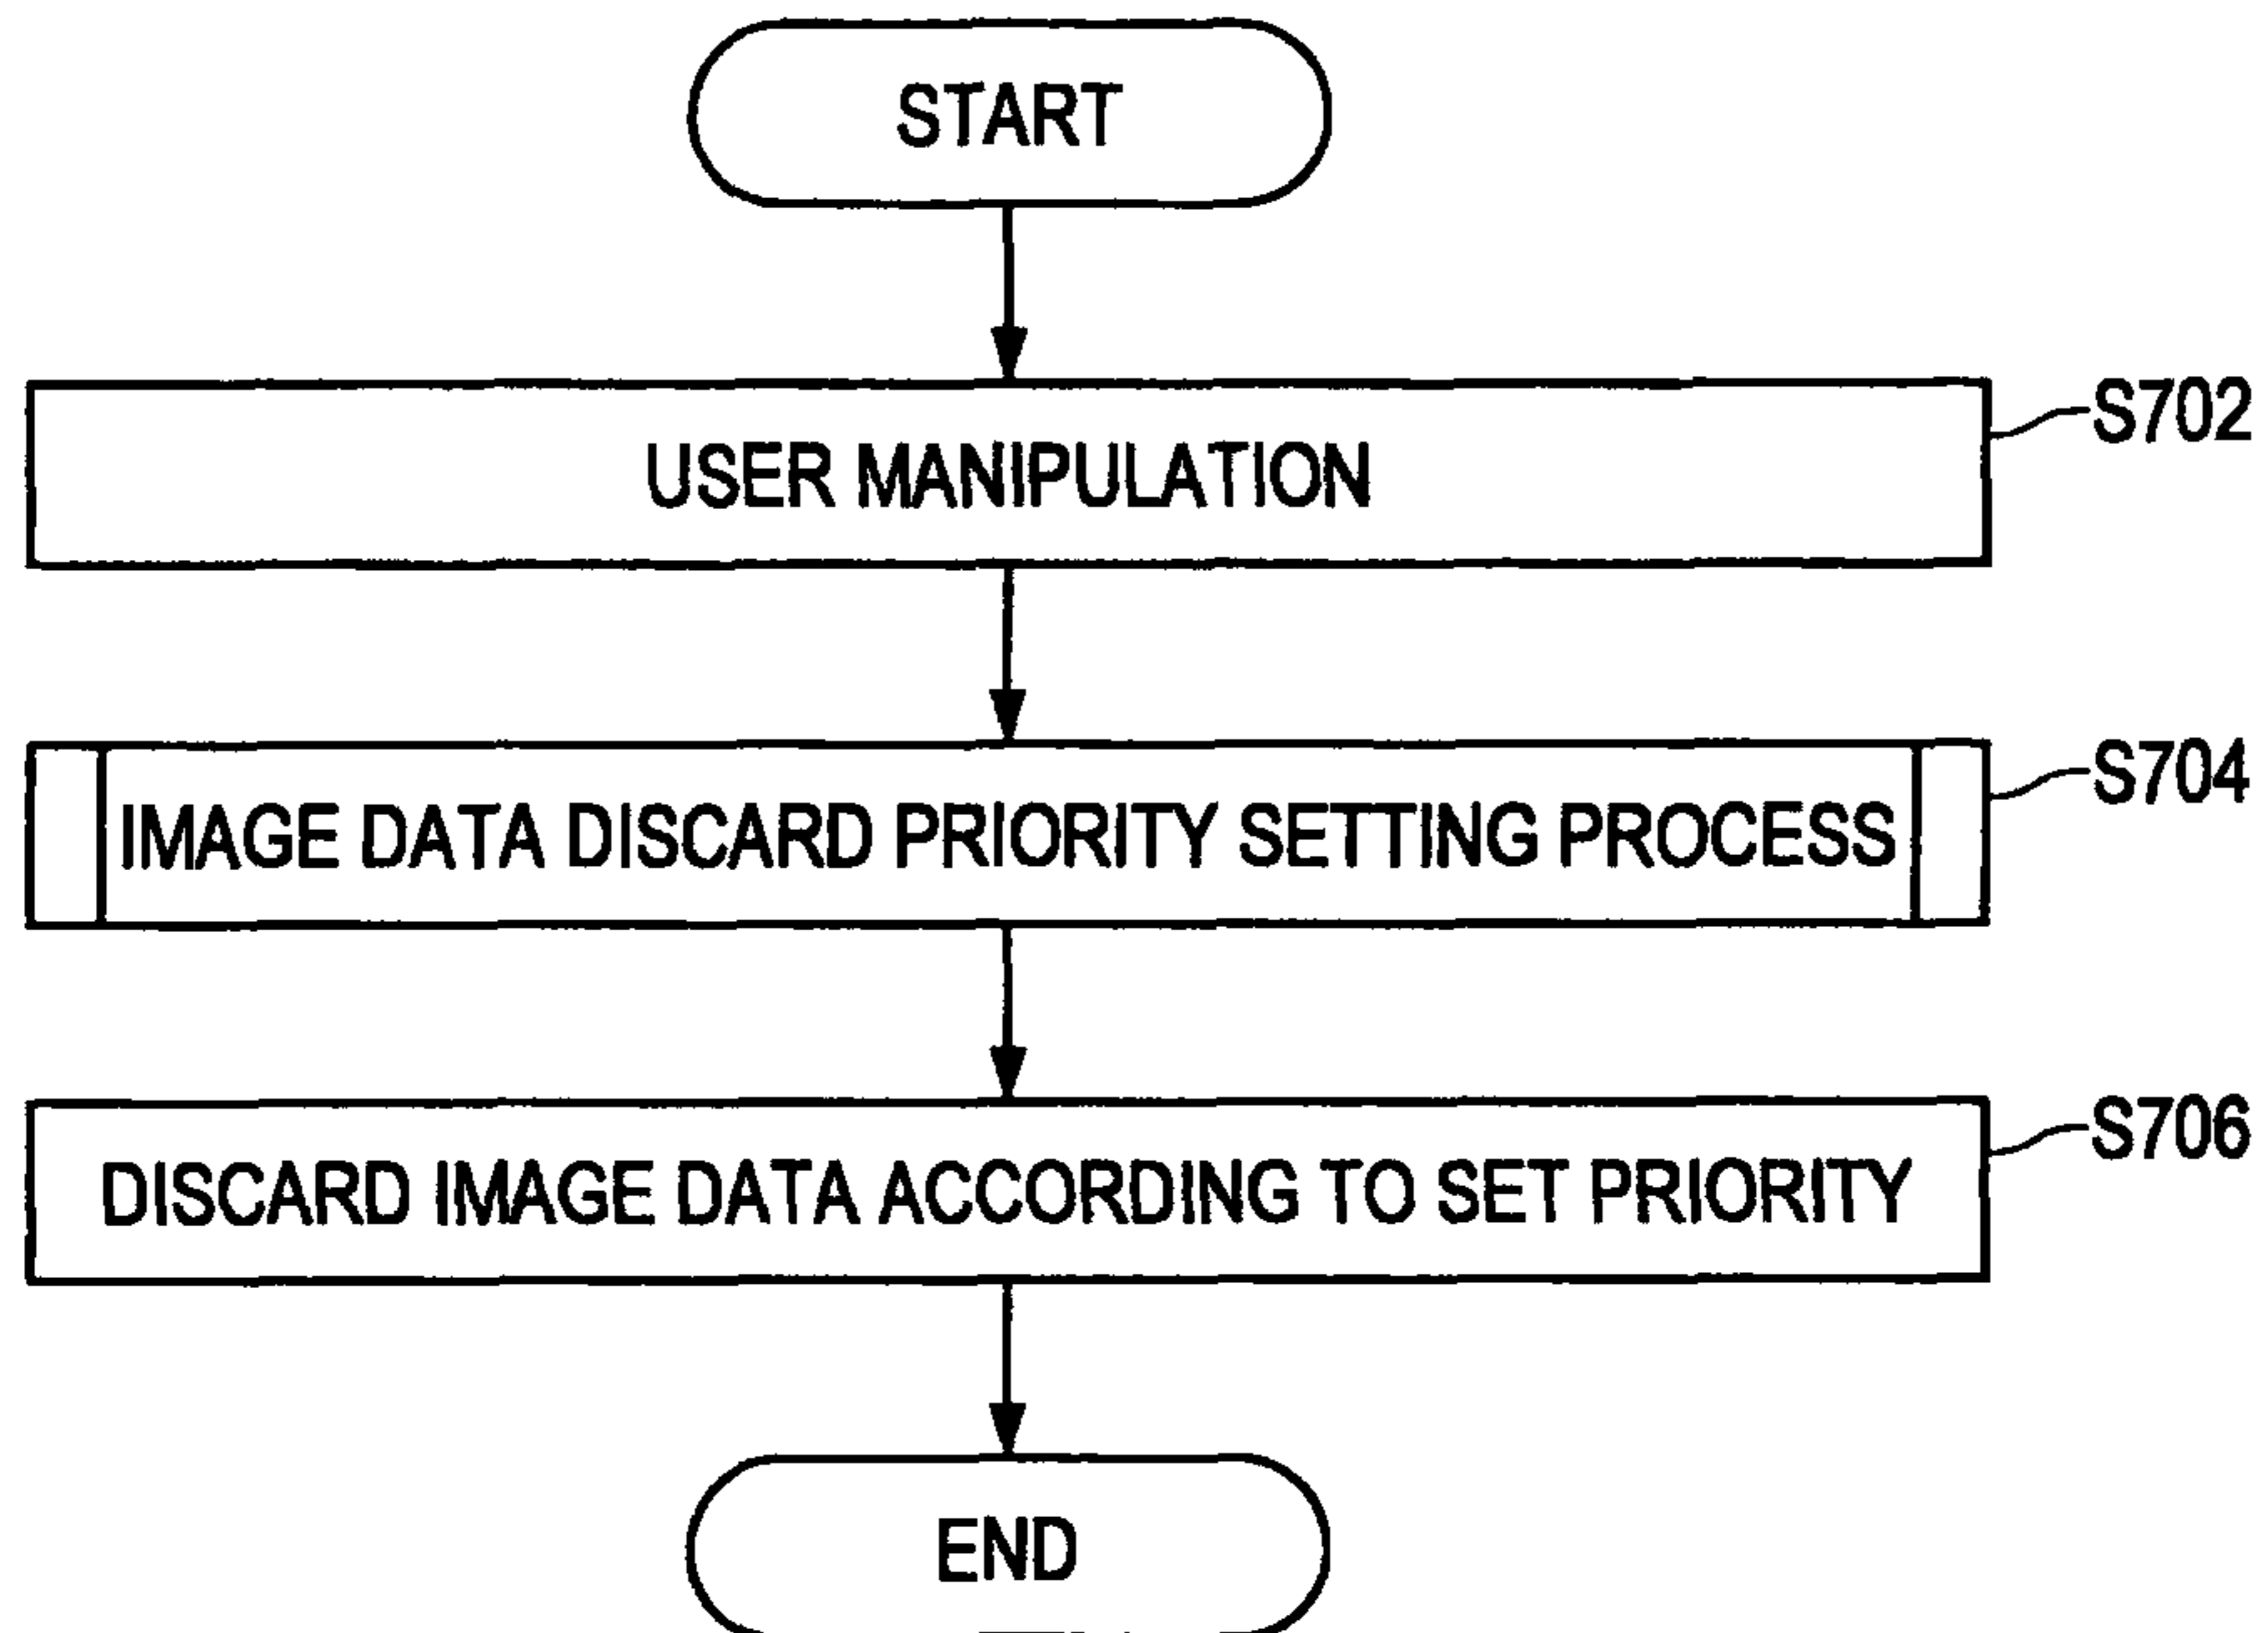 START
USER MANIPULATION
S702
IMAGE DATA DISCARD PRIORITY SETTING PROCESS
S704
DISCARD IMAGE DATA ACCORDING TO SET PRIORITY
S706
END